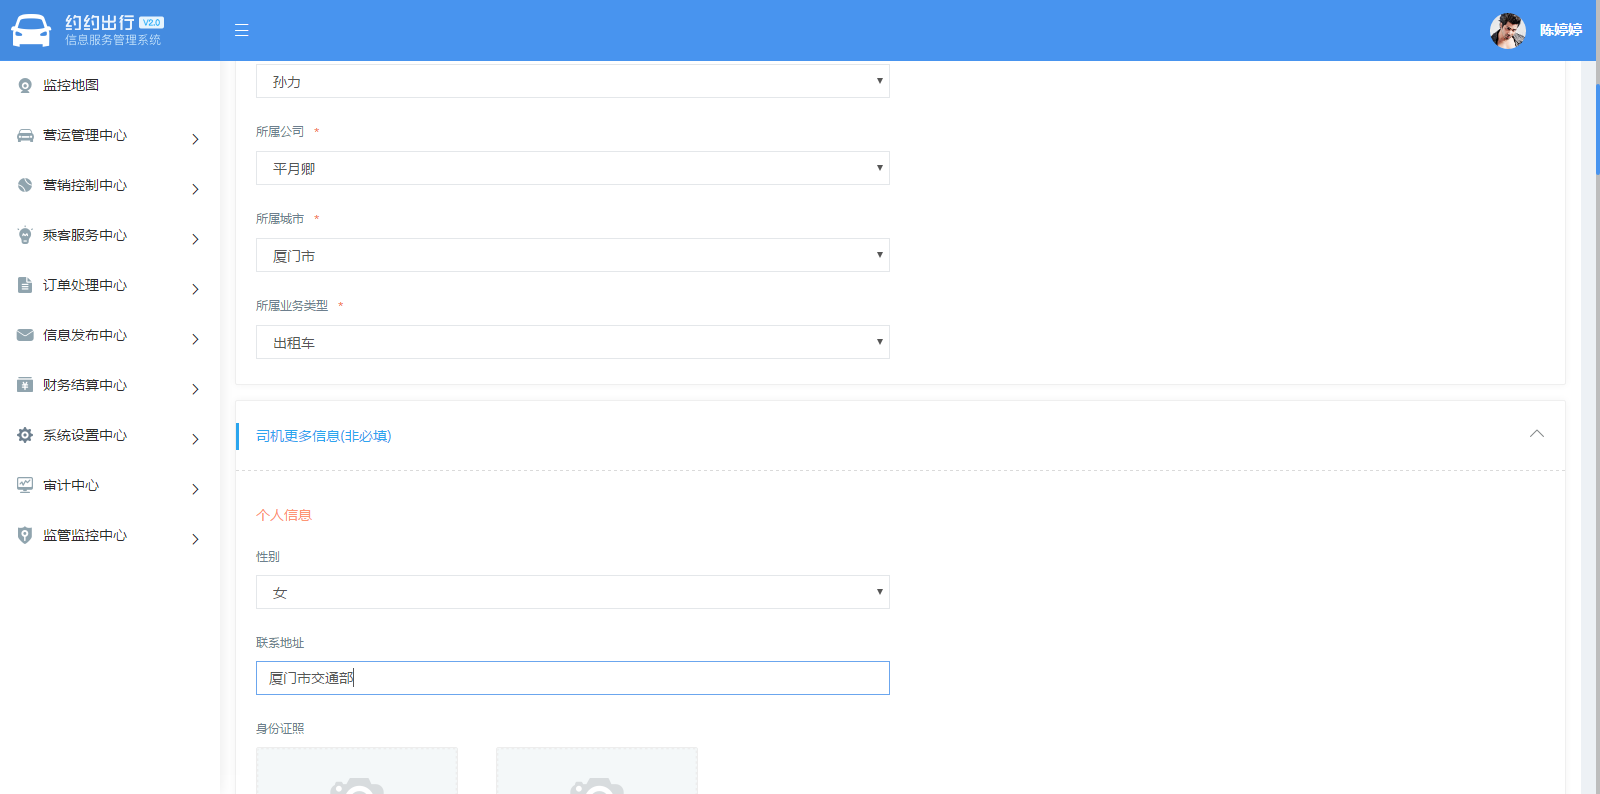 约约出行 V2.0
信息服务管理系统
陈婷婷
监控地图
营运管理中心
营销控制中心
乘客服务中心
订单处理中心
信息发布中心
财务结算中心
系统设置中心
审计中心
监管监控中心
孙力
所属公司 *
平月卿
所属城市 *
厦门市
所属业务类型 *
出租车
司机更多信息(非必填)
个人信息
性别
女
联系地址
厦门市交通部
身份证照